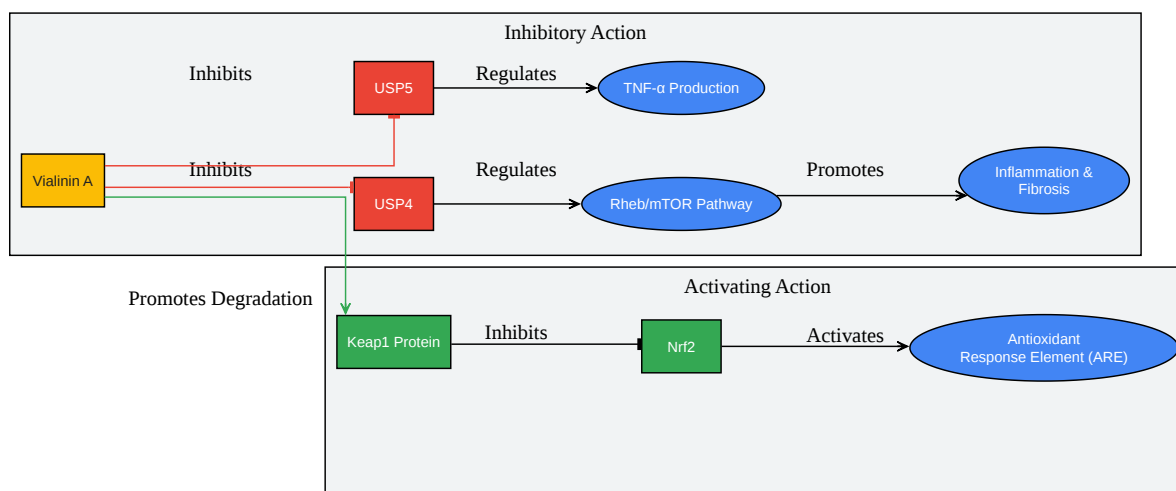 Inhibitory Action
Inhibits
USP5
Regulates
TNF-α Production
Vialinin A
Inhibits
USP4
Regulates
Rheb/mTOR Pathway
Promotes
Inflammation &
Fibrosis
Activating Action
Promotes Degradation
Keap1 Protein
Inhibits
Nrf2
Activates
Antioxidant
Response Element (ARE)